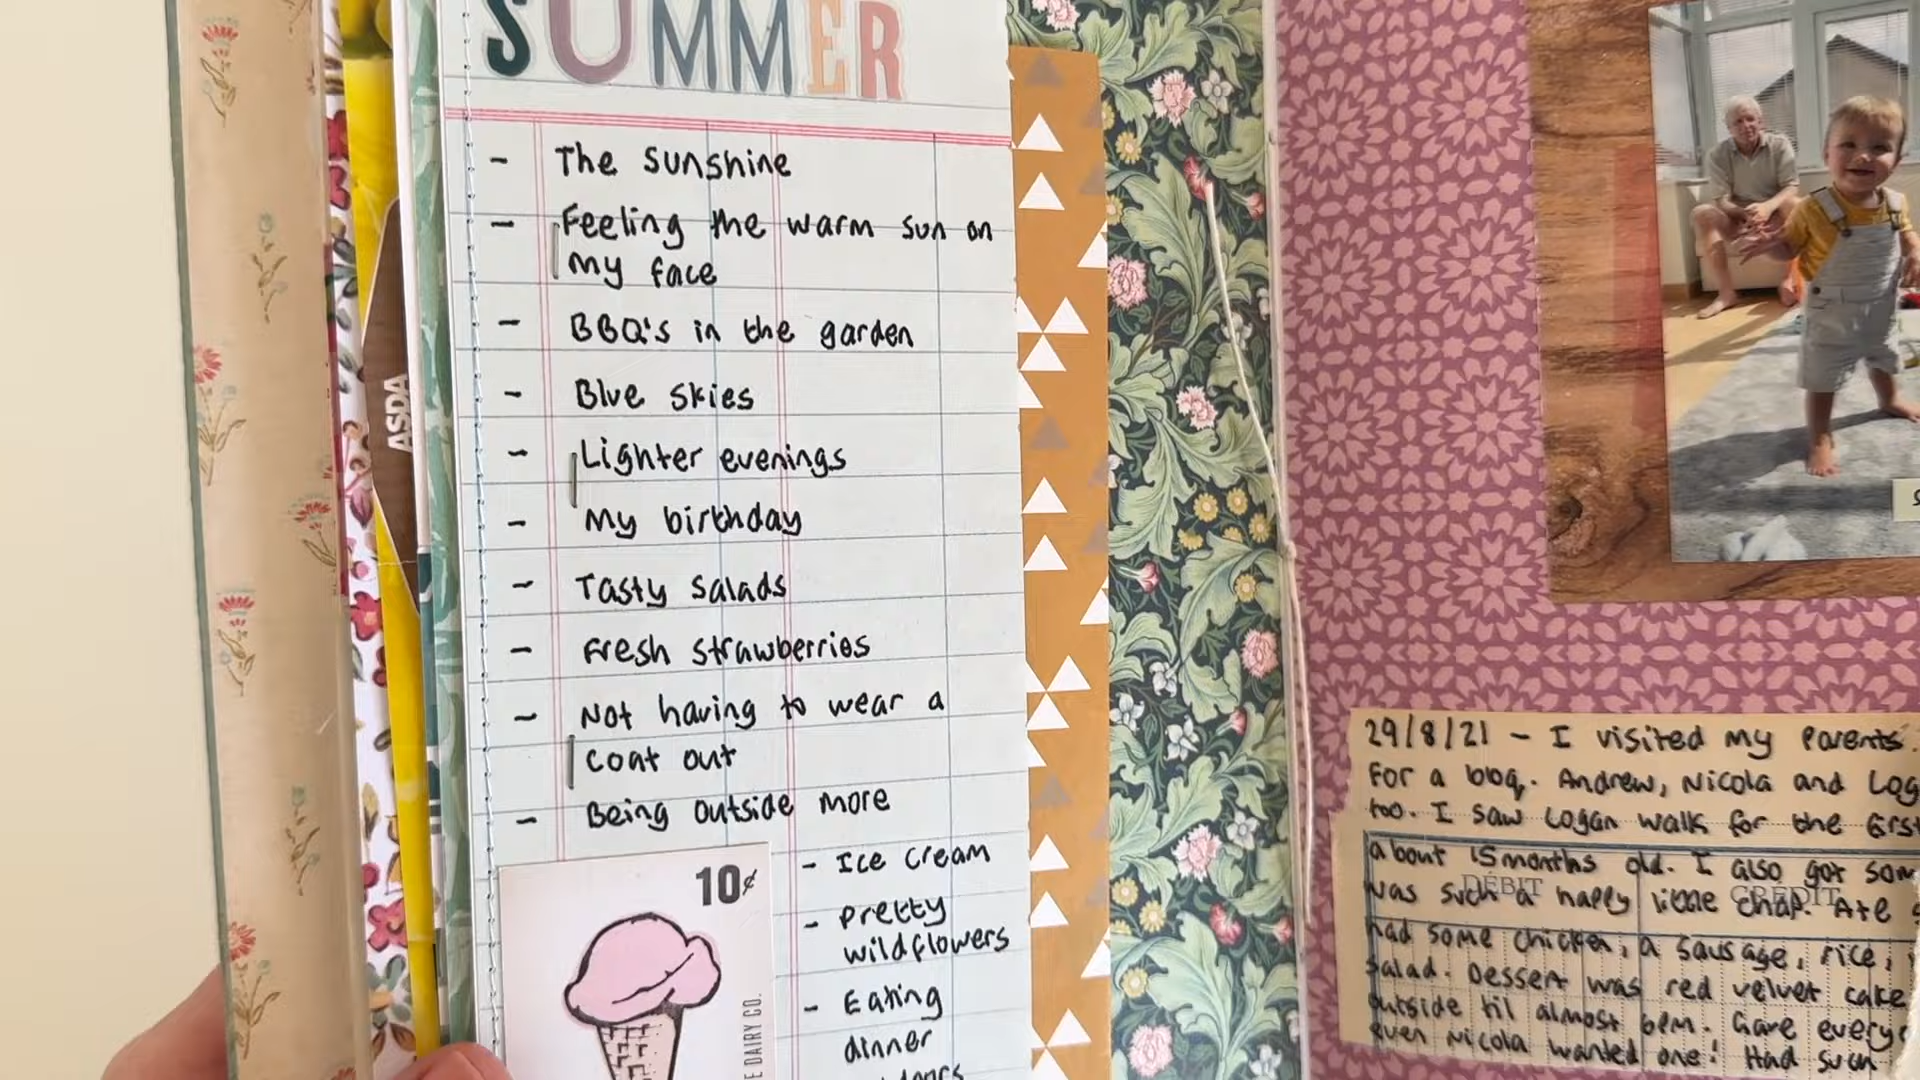 SUMMER
- The sunshine
- Feeling the warm sun on
my face
- BBQ's in the garden
- Blue skies
- Lighter evenings
- My birthday
- Tasty salads
- Fresh strawberries
- Not having to wear a
coat out
- Being outside more
- Ice cream
- pretty
wildflowers
- Eating
dinner
10¢
DAIRY CO.
ASDA
29/8/21 - I visited my parents
For a bbq. Andrew, Nicola and
too. I saw Logan walk for the
about 15 months old. I also got
was such a happy little chap. Ate
DÉBIT CRÉDIT
had some chicken, a sausage, rice,
salad. Dessert was red velvet cake
outside til almost 6pm. Gave
even Nicola wanted one! Had such